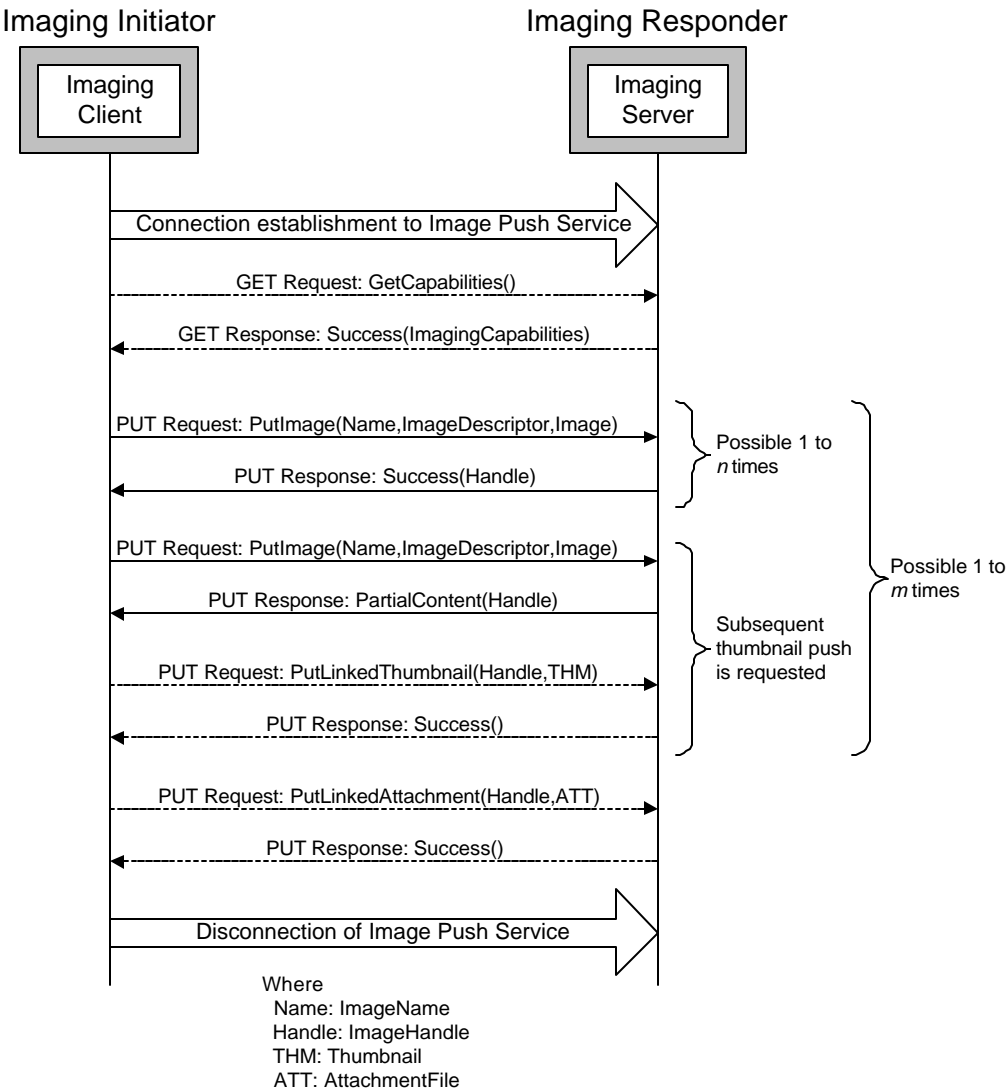 Imaging Initiator
Imaging Responder
Imaging
Client
Imaging
Server
Connection establishment to Image Push Service
GET Request: GetCapabilities()
GET Response: Success(ImagingCapabilities)
PUT Request: PutImage(Name,ImageDescriptor,Image)
PUT Response: Success(Handle)
Possible 1 to
n times
PUT Request: PutImage(Name,ImageDescriptor,Image)
PUT Response: PartialContent(Handle)
PUT Request: PutLinkedThumbnail(Handle,THM)
PUT Response: Success()
Subsequent
thumbnail push
is requested
Possible 1 to
m times
PUT Request: PutLinkedAttachment(Handle,ATT)
PUT Response: Success()
Disconnection of Image Push Service
Where
Name: ImageName
Handle: ImageHandle
THM: Thumbnail
ATT: AttachmentFile